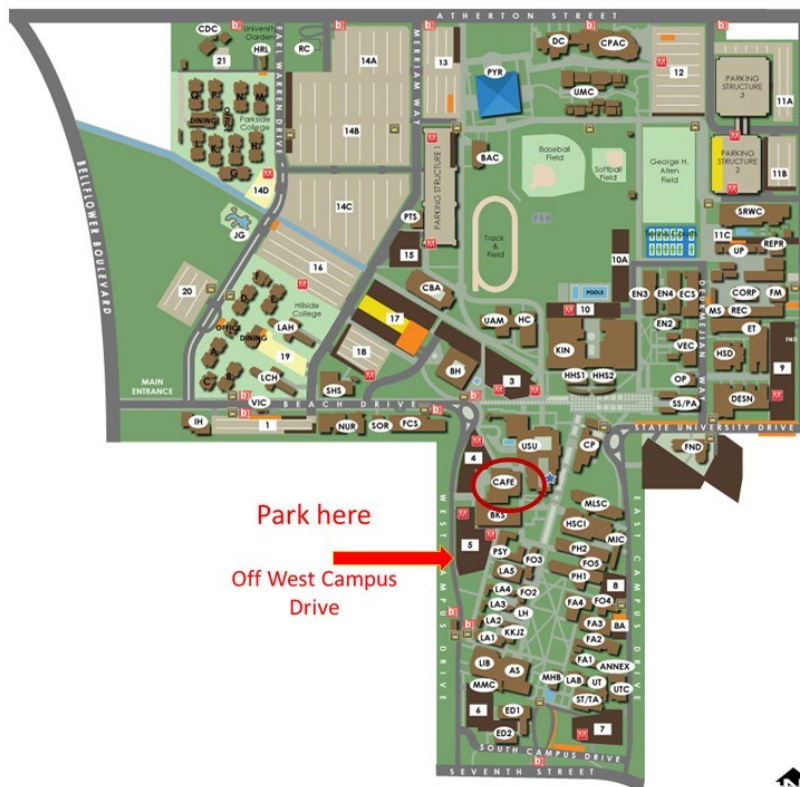 ATHERTON STREET
CDC
University
Garden
HRL
RC
21
EARL WARREN DRIVE
14A
MERRIAM WAY
13
PYR
DC
CPAC
UMC
12
PARKING
STRUCTURE
3
11A
Q
P
N
M
Parkside
College
DINING
OFFICE
K
H
G
14B
14D
14C
BAC
Baseball
Field
Softball
Field
George H.
Allen
Field
PARKING
STRUCTURE
2
11B
PARKING STRUCTURE 1
PTS
15
JG
BELLFLOWER BOULEVARD
Track
& Field
Tennis Courts
SRWC
11C
UP
REPR
10A
20
16
Hillside
College
D
E
F
OFFICE
DINING
A
B
C
LAH
19
LCH
CBA
17
18
SHS
BH
UAM
HC
3
POOLS
10
KIN
HHS1
HHS2
EN3
EN4
ECS
EN2
VEC
OP
SS/PA
DEUKMEJIAN WAY
CORP
FM
MS
REC
ET
HSD
DESN
FND
9
MAIN
ENTRANCE
VIC
BEACH DRIVE
IH
1
NUR
SOR
FCS
STATE UNIVERSITY DRIVE
4
USU
CP
FND
CAFE
BKS
5
WEST CAMPUS DRIVE
EAST CAMPUS DRIVE
Park here
Off West Campus
Drive
MLSC
HSCI
MIC
PSY
FO3
PH2
FO5
PH1
LA5
LA4
FO2
LA3
LH
LA2
KKJZ
LA1
8
FA4
FO4
FA3
8A
FA2
FA1
ANNEX
LIB
AS
MHB
LAB
UT
UTC
MMC
ST/TA
6
ED1
ED2
7
SOUTH CAMPUS DRIVE
SEVENTH STREET